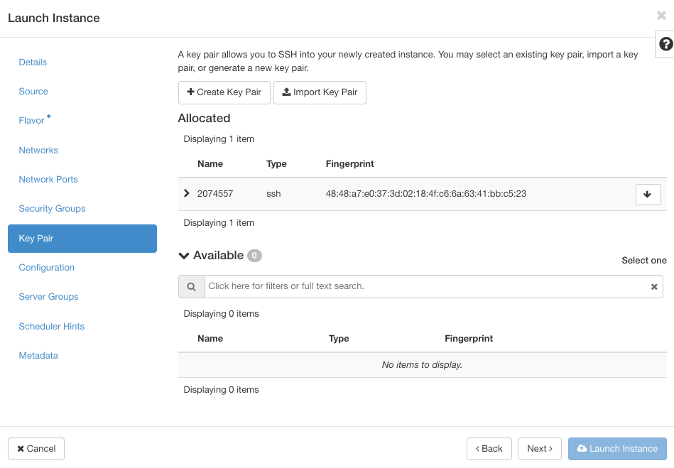 Launch Instance
Details
Source
Flavor *
Networks
Network Ports
Security Groups
Key Pair
Configuration
Server Groups
Scheduler Hints
Metadata
A key pair allows you to SSH into your newly created instance. You may select an existing key pair, import a key
pair, or generate a new key pair.
Create Key Pair Import Key Pair
Allocated
Displaying 1 item
Name Type Fingerprint
2074557 ssh 48:48:a7:e0:37:3d:02:18:4f:c6:6a:63:41:bb:c5:23
Displaying 1 item
Available 0
Select one
Click here for filters or full text search.
Displaying 0 items
Name Type Fingerprint
No items to display.
Displaying 0 items
Cancel < Back Next > Launch Instance